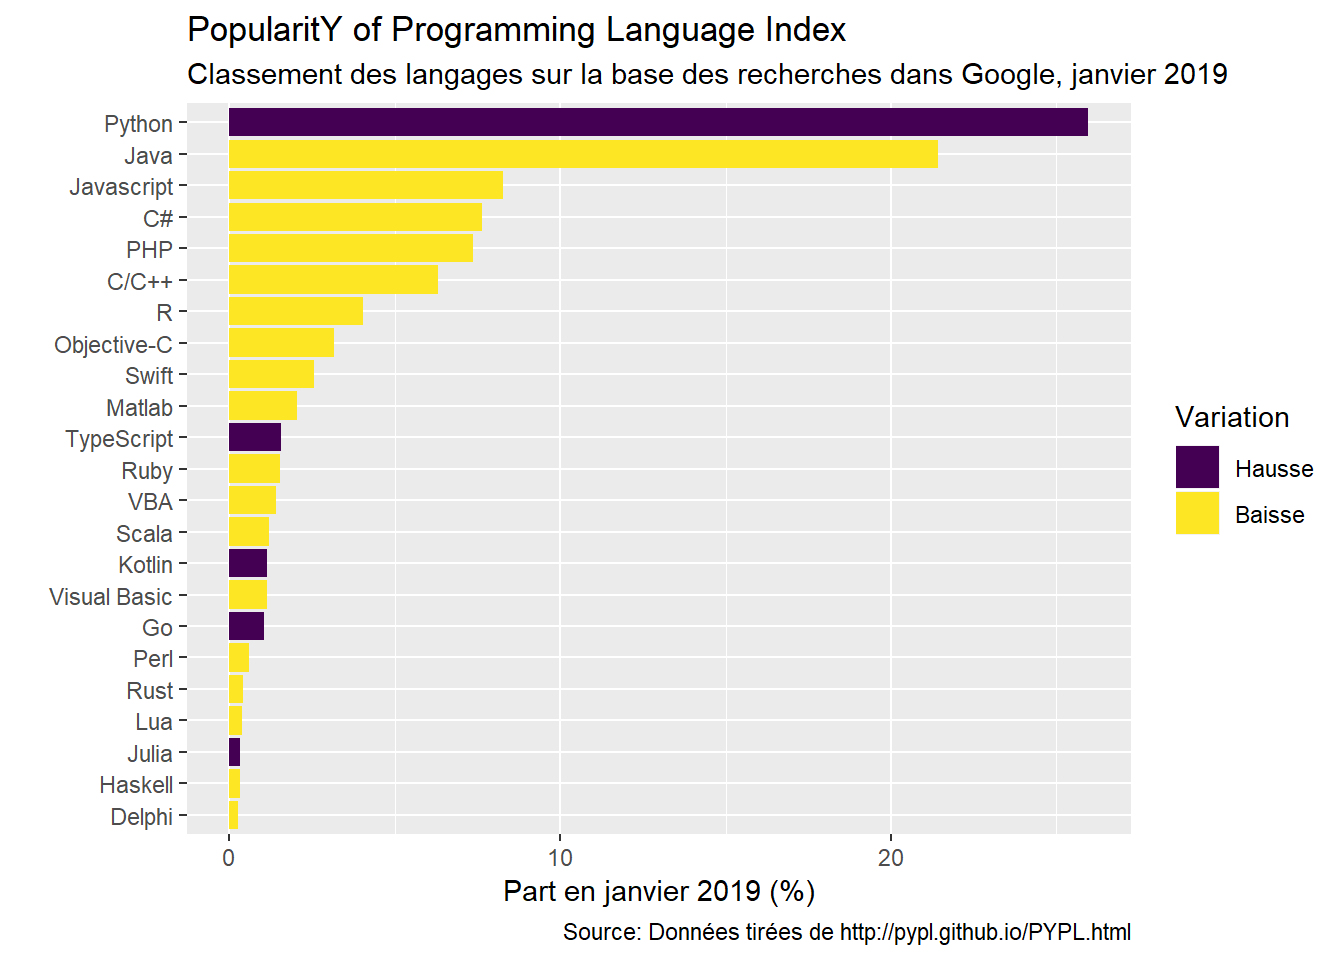 PopularitY of Programming Language Index
Classement des langages sur la base des recherches dans Google, janvier 2019
Python
Java
Javascript
C#
PHP
C/C++
R
Objective-C
Swift
Matlab
TypeScript
Ruby
VBA
Scala
Kotlin
Visual Basic
Go
Perl
Rust
Lua
Julia
Haskell
Delphi
0 10 20
Part en janvier 2019 (%)
Variation
Hausse
Baisse
Source: Données tirées de http://pypl.github.io/PYPL.html